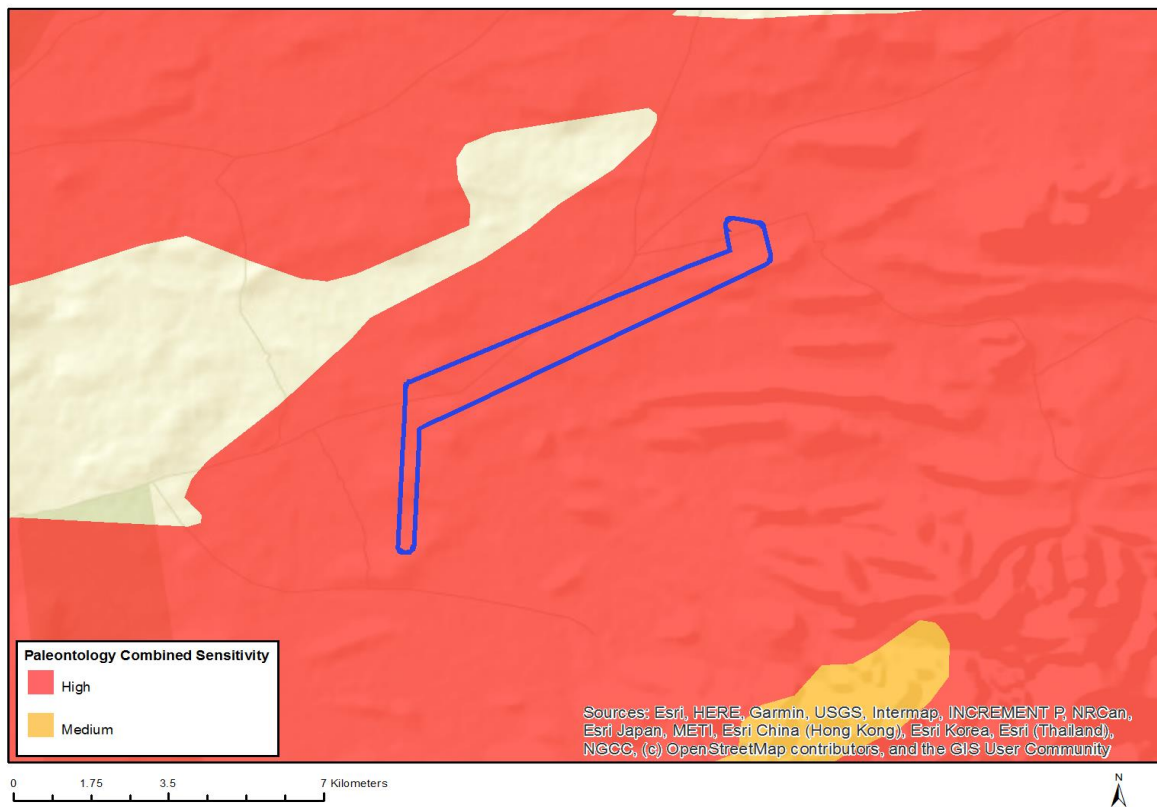 Paleontology Combined Sensitivity
High
Medium
Sources: Esri, HERE, Garmin, USGS, Intermap, INCREMENT P, NRCan,
Esri Japan, METI, Esri China (Hong Kong), Esri Korea, Esri (Thailand),
NGCC, (c) OpenStreetMap contributors, and the GIS User Community
0 1.75 3.5 7 Kilometers
N